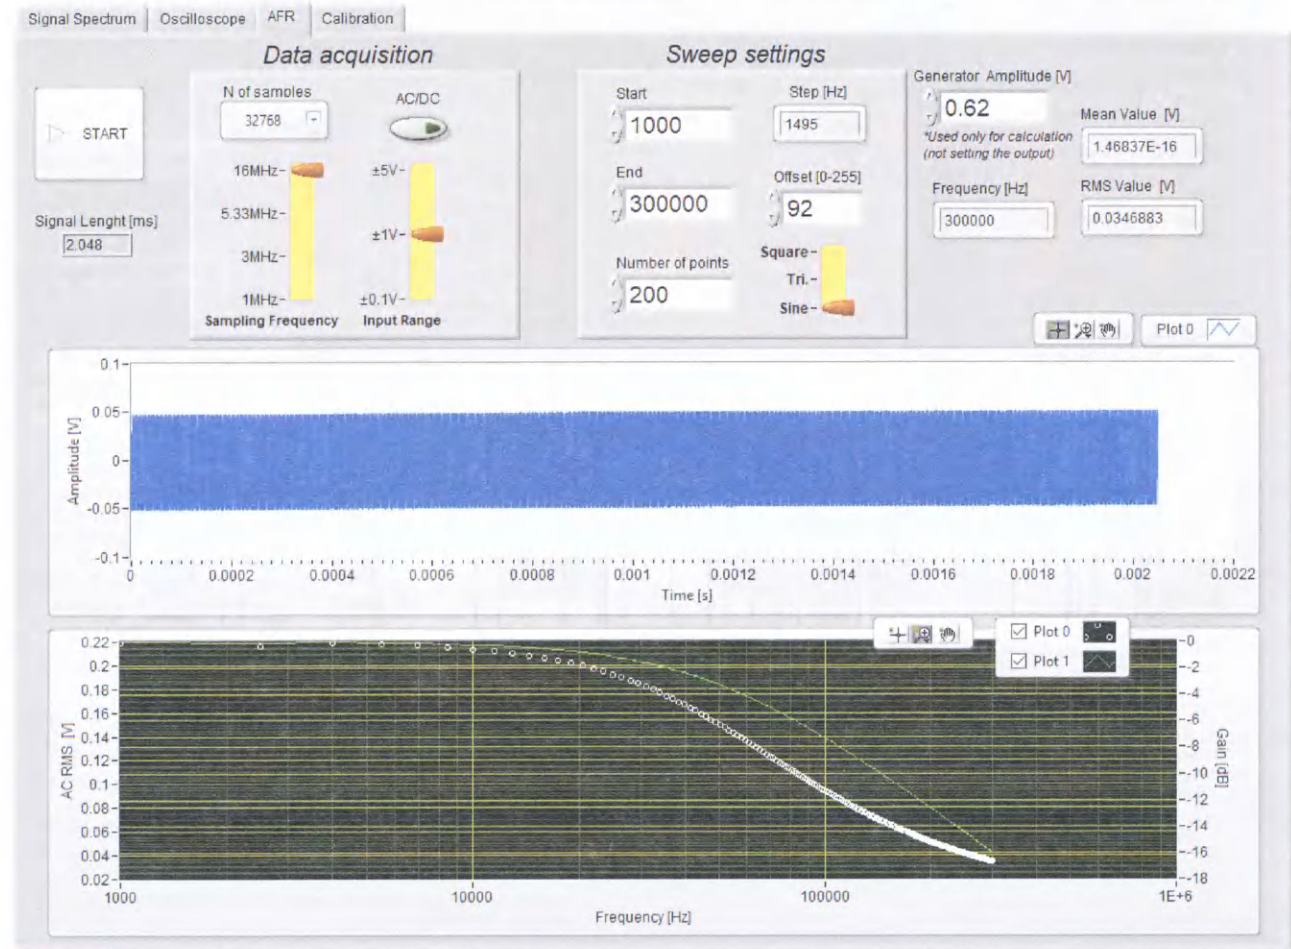 Signal Spectrum
Oscilloscope
AFR
Calibration
Data acquisition
Sweep settings
START
Signal Lenght [ms]
2.048
N of samples
32768
AC/DC
16MHz
5.33MHz
3MHz
1MHz
Sampling Frequency
±5V
±1V
±0.1V
Input Range
Start
1000
End
300000
Number of points
200
Step [Hz]
1495
Offset [0-255]
92
Square
Tri.
Sine
Generator Amplitude [V]
0.62
*Used only for calculation
(not setting the output)
Frequency [Hz]
300000
Mean Value [V]
1.46837E-16
RMS Value [V]
0.0346883
Plot 0
Amplitude [V]
0.1
0.05
0
-0.05
-0.1
0
0.0002
0.0004
0.0006
0.0008
0.001
0.0012
0.0014
0.0016
0.0018
0.002
0.0022
Time [s]
Plot 0
Plot 1
AC RMS [V]
0.22
0.2
0.18
0.16
0.14
0.12
0.1
0.08
0.06
0.04
0.02
1000
10000
100000
1E+6
Frequency [Hz]
-0
-2
-4
-6
-8
-10
-12
-14
-16
-18
Gain [dB]